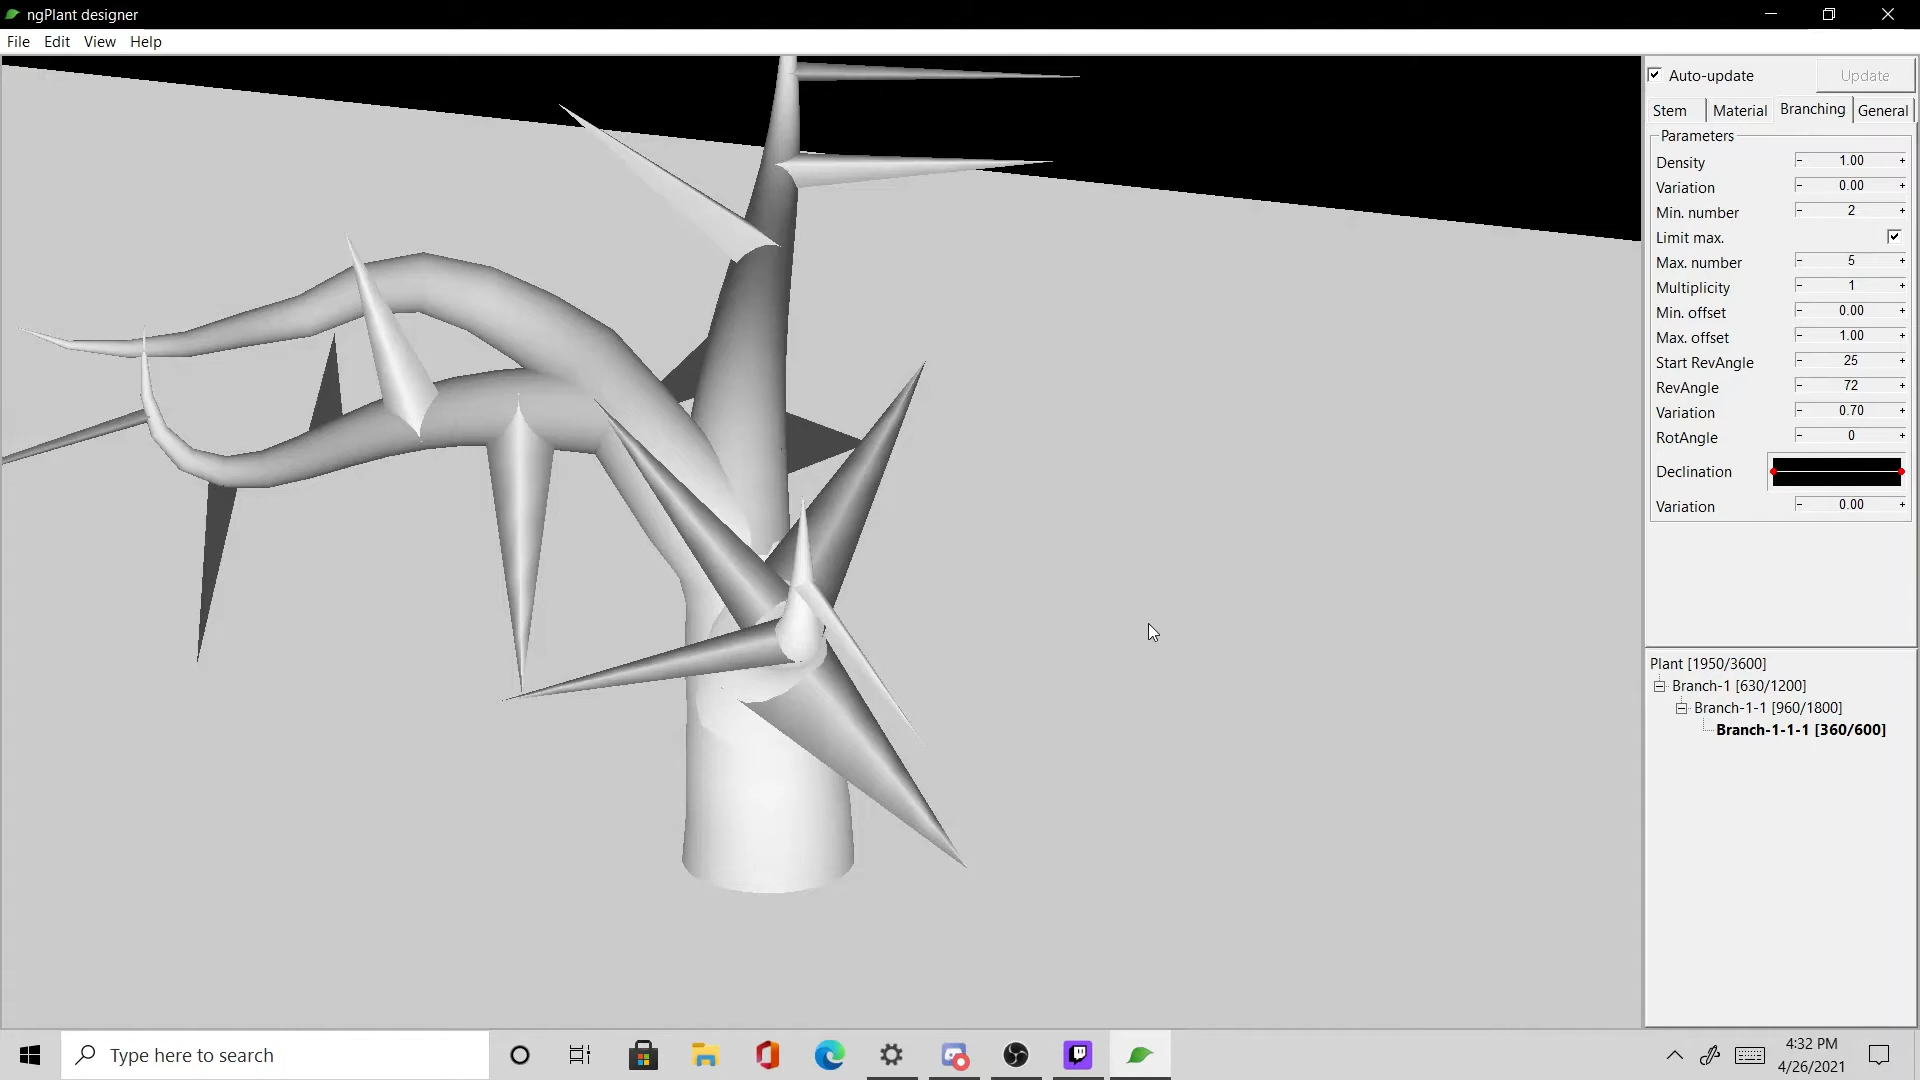 ngPlant designer
File Edit View Help
Auto-update Update
Stem Material Branching General
Parameters
Density - 1.00 +
Variation - 0.00 +
Min. number - 2 +
Limit max.
Max. number - 5 +
Multiplicity - 1 +
Min. offset - 0.00 +
Max. offset - 1.00 +
Start RevAngle - 25 +
RevAngle - 72 +
Variation - 0.70 +
RotAngle - 0 +
Declination
Variation - 0.00 +
Plant [1950/3600]
Branch-1 [630/1200]
Branch-1-1 [960/1800]
Branch-1-1-1 [360/600]
Type here to search
4:32 PM
4/26/2021